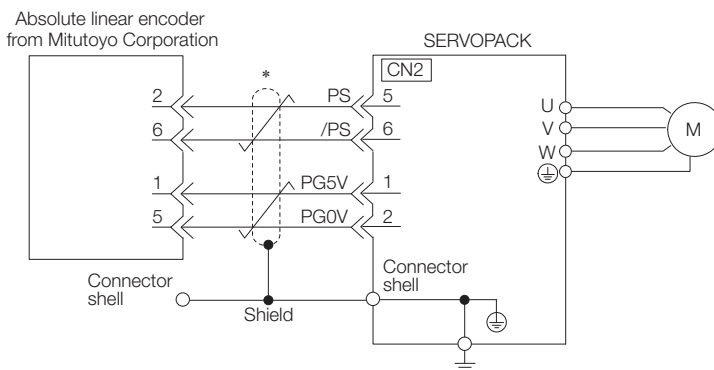 Absolute linear encoder
from Mitutoyo Corporation
SERVOPACK
CN2
*
2 PS 5
6 /PS 6
1 PG5V 1
5 PG0V 2
U
V
W
M
Connector
shell
Shield
Connector
shell